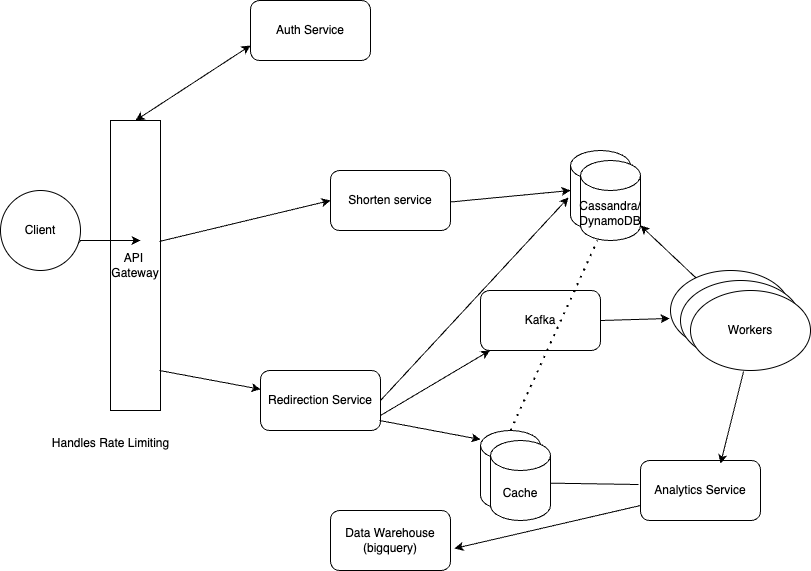 Auth Service
Shorten service
Cassandra/
DynamoDB
Client
API
Gateway
Kafka
Workers
Redirection Service
Handles Rate Limiting
Cache
Analytics Service
Data Warehouse
(bigquery)